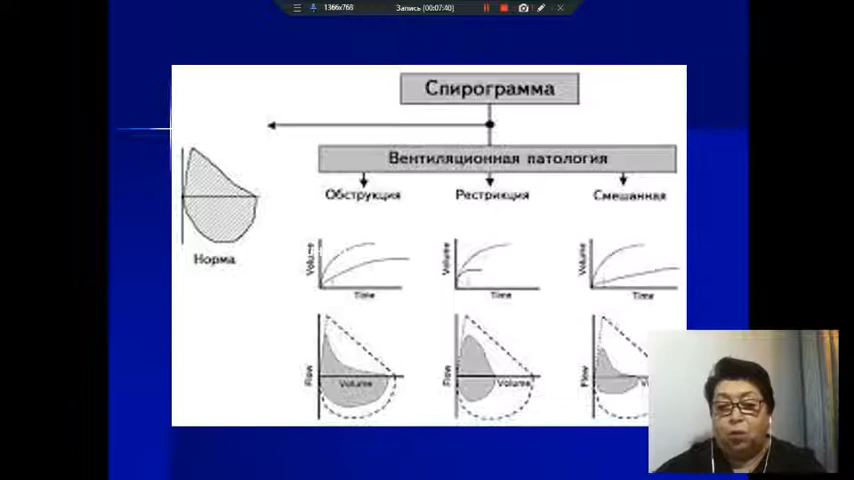 1366x768
Запись [00:07:40]
Спирограмма
Вентиляционная патология
Обструкция
Рестрикция
Смешанная
Норма
Volume
Time
Volume
Time
Volume
Time
Flow
Volume
Flow
Volume
Flow